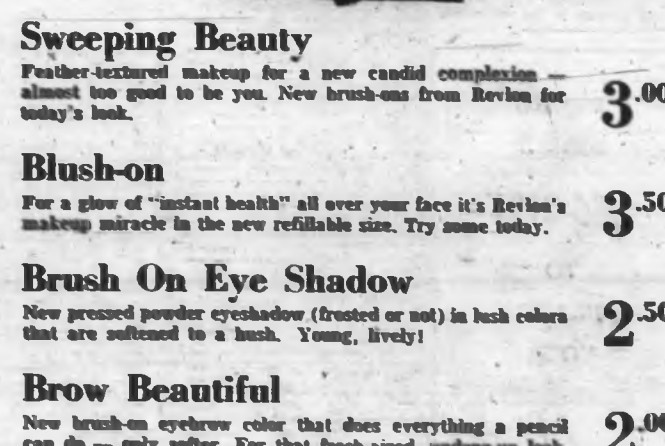 Sweeping Beauty
Feather-textured makeup for a new candid complexion —
almost too good to be you. New brush-ons from Revlon for
today's look.
3.00
Blush-on
For a glow of "instant health" all over your face it's Revlon's
makeup miracle in the new refillable size. Try some today.
3.50
Brush On Eye Shadow
New pressed powder eyeshadow (frosted or not) in lush colors
that are softened to a hush. Young, lively!
2.50
Brow Beautiful
New brush-on eyebrow color that does everything a pencil
can do — only softer. For that
2.00